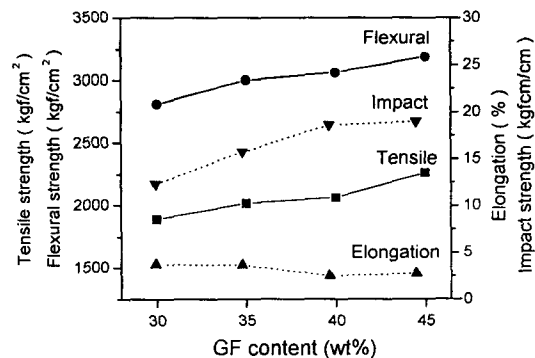 Tensile strength ( kgf/cm²)
Flexural strength ( kgf/cm²)
3500
3000
2500
2000
1500
Flexural
Impact
Tensile
Elongation
30
25
20
15
10
5
0
Elongation ( % )
Impact strength ( kgfcm/cm)
30
35
40
45
GF content (wt%)